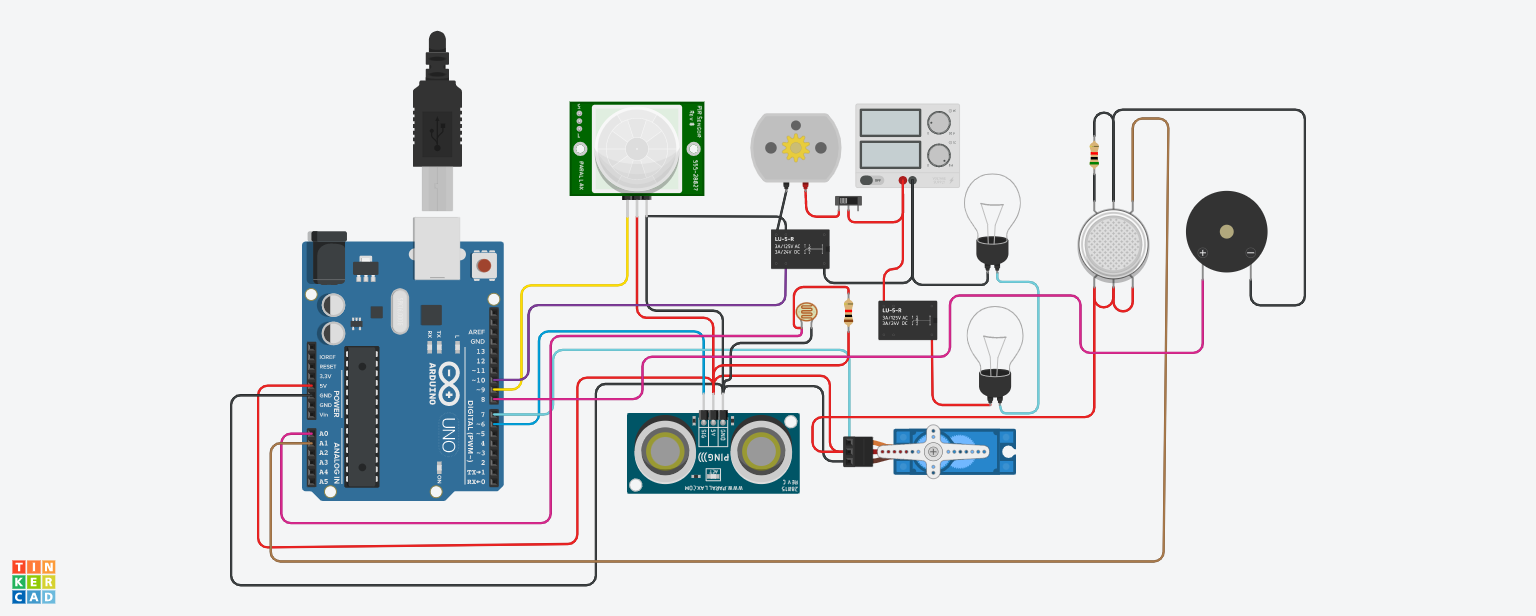 PIR Sensor
Rev B
PARALLAX
555-28027
LU-5-R
3A/125V AC
3A/24V DC
OFF
LU-5-R
3A/125V AC
3A/24V DC
AREF
GND
13
12
~11
~10
~9
8
7
~6
~5
4
~3
2
TX→1
RX←0
DIGITAL (PWM~)
IOREF
RESET
3.3V
5V
GND
GND
Vin
POWER
A0
A1
A2
A3
A4
A5
ANALOG IN
RX
TX
L
ARDUINO
UNO
ON
SIG
5V
GND
PING)))
WWW.PARALLAX.COM
28015
REV C
TIN
KER
CAD